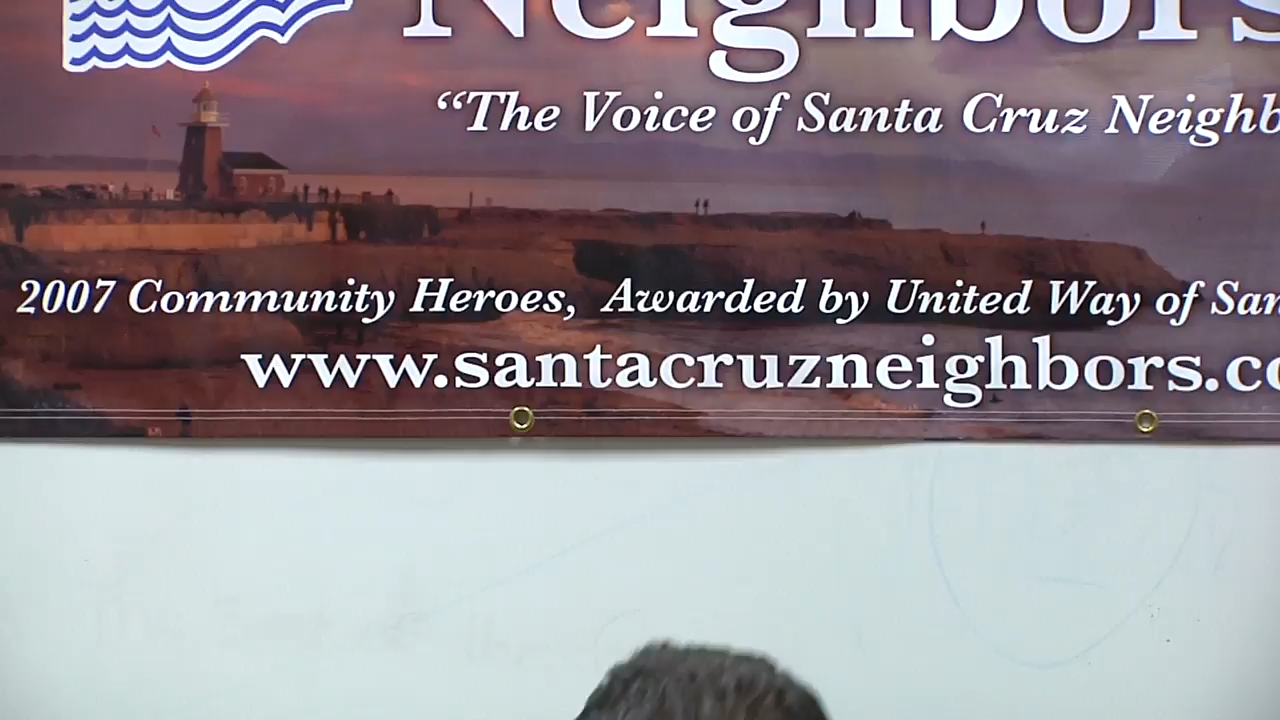 Neighbors
“The Voice of Santa Cruz Neighb
2007 Community Heroes, Awarded by United Way of San
www.santacruzneighbors.co